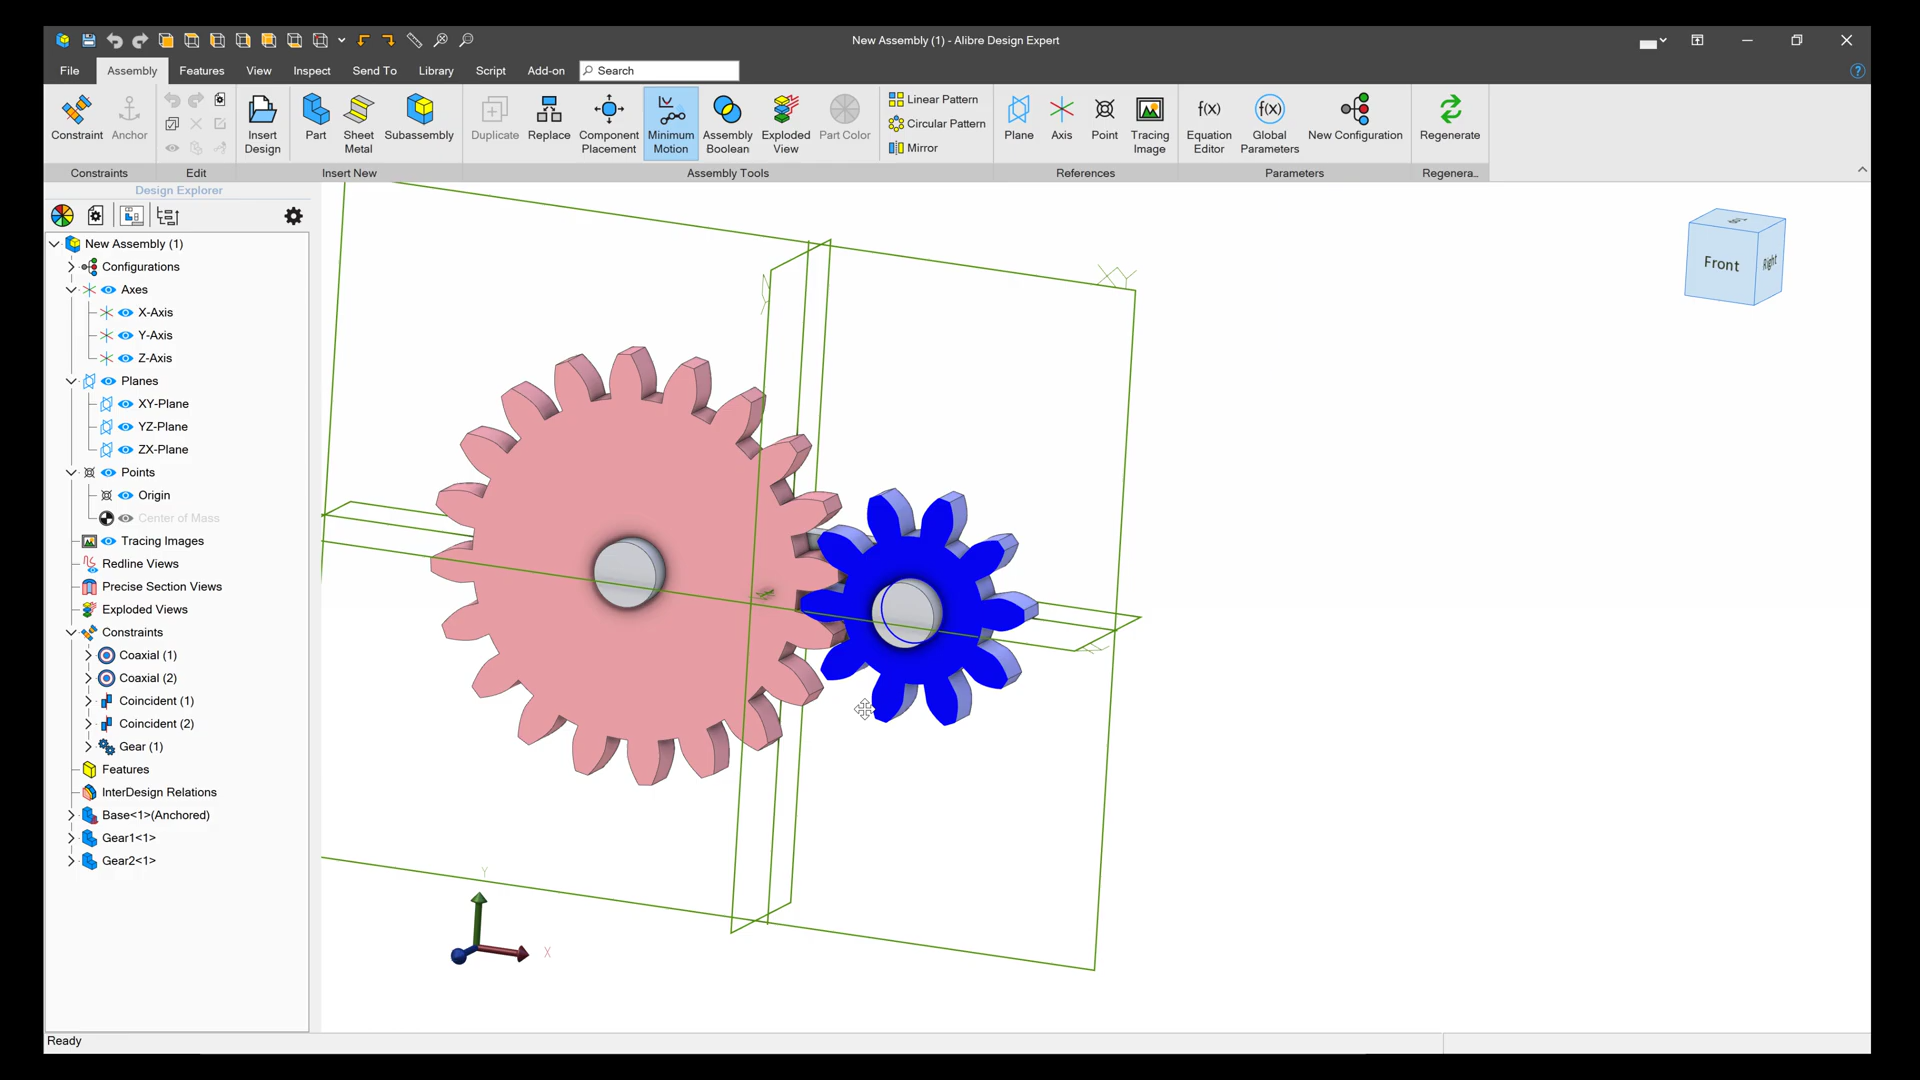 New Assembly (1) - Alibre Design Expert
File Assembly Features View Inspect Send To Library Script Add-on Search
Constraint Anchor
Insert
Design
Part
Sheet
Metal
Subassembly
Duplicate
Replace
Component
Placement
Minimum
Motion
Assembly
Boolean
Exploded
View
Part Color
Linear Pattern
Circular Pattern
Mirror
Plane
Axis
Point
Tracing
Image
f(x)
Equation
Editor
f(x)
Global
Parameters
New Configuration
Regenerate
Constraints Edit Insert New Assembly Tools References Parameters Regenera..
Design Explorer
New Assembly (1)
Configurations
Axes
X-Axis
Y-Axis
Z-Axis
Planes
XY-Plane
YZ-Plane
ZX-Plane
Points
Origin
Center of Mass
Tracing Images
Redline Views
Precise Section Views
Exploded Views
Constraints
Coaxial (1)
Coaxial (2)
Coincident (1)
Coincident (2)
Gear (1)
Features
InterDesign Relations
Base<1>(Anchored)
Gear1<1>
Gear2<1>
Front
Right
XY
Y
X
Ready